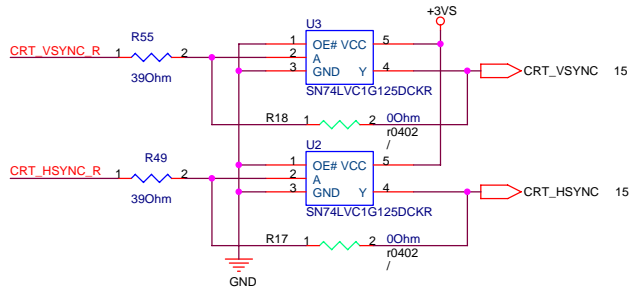 +3VS
U3
R55
CRT_VSYNC_R 1 2
39Ohm
1 OE# VCC 5
2 A
3 GND Y 4
SN74LVC1G125DCKR
CRT_VSYNC 15
R18 1 2 0Ohm
r0402
/
U2
R49
CRT_HSYNC_R 1 2
39Ohm
1 OE# VCC 5
2 A
3 GND Y 4
SN74LVC1G125DCKR
CRT_HSYNC 15
R17 1 2 0Ohm
r0402
/
GND